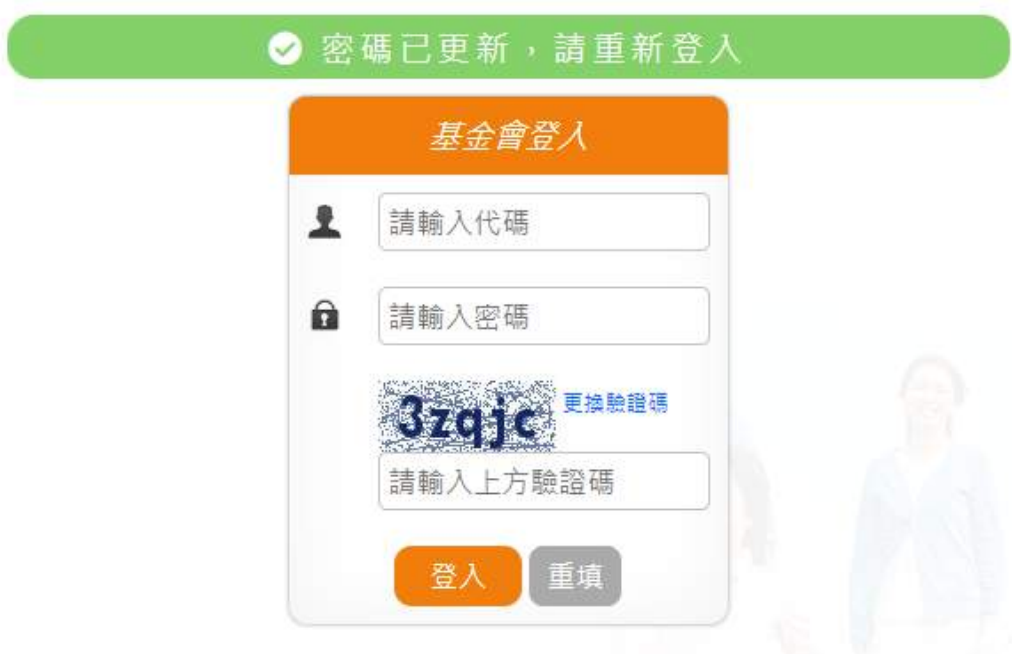 密碼已更新，請重新登入
基金會登入
請輸入代碼
請輸入密碼
3zqjc 更換驗證碼
請輸入上方驗證碼
登入 重填